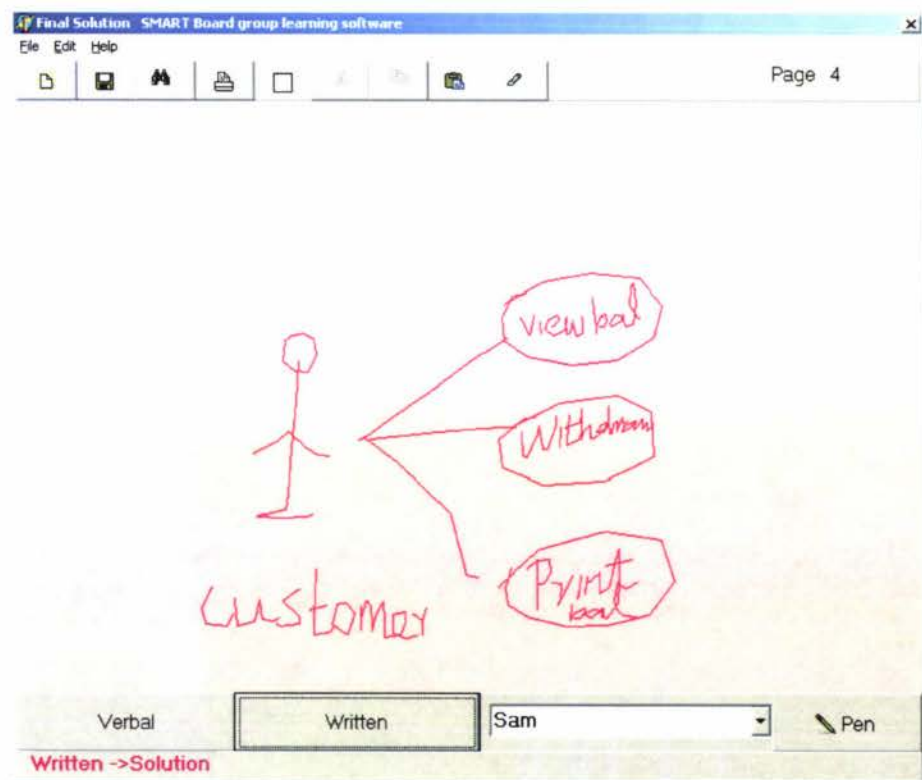 Final Solution SMART Board group learning software
File Edit Help
Page 4
view bal
Withdraw
Print
bal
customer
Verbal
Written
Sam
Pen
Written ->Solution